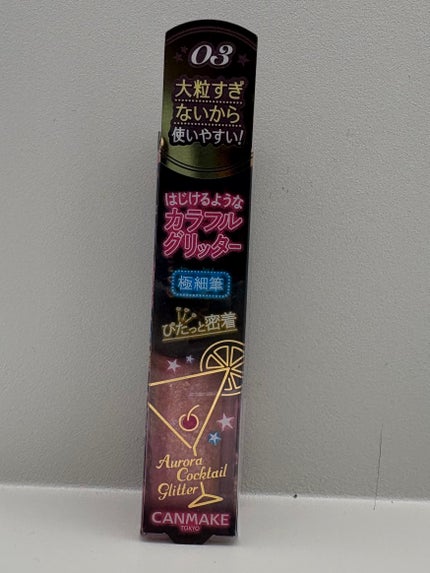 03
大粒すぎ
ないから
使いやすい!
はじけるような
カラフル
グリッター
極細筆
ぴたっと密着
Aurora
Cocktail
Glitter
CANMAKE
TOKYO